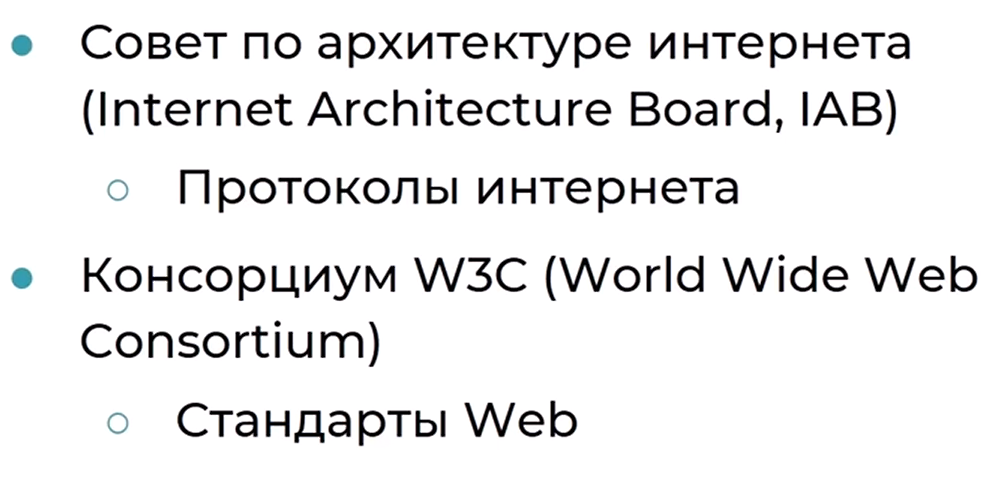 Совет по архитектуре интернета
(Internet Architecture Board, IAB)
Протоколы интернета
Консорциум W3C (World Wide Web
Consortium)
Стандарты Web